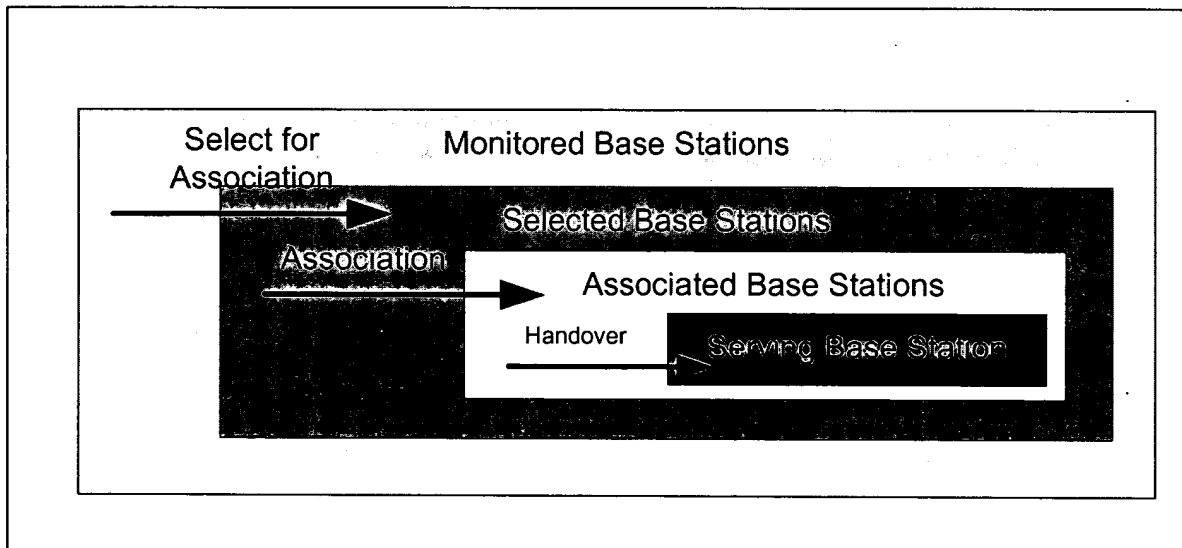 Select for
Association
Monitored Base Stations
Selected Base Stations
Association
Associated Base Stations
Handover
Serving Base Station